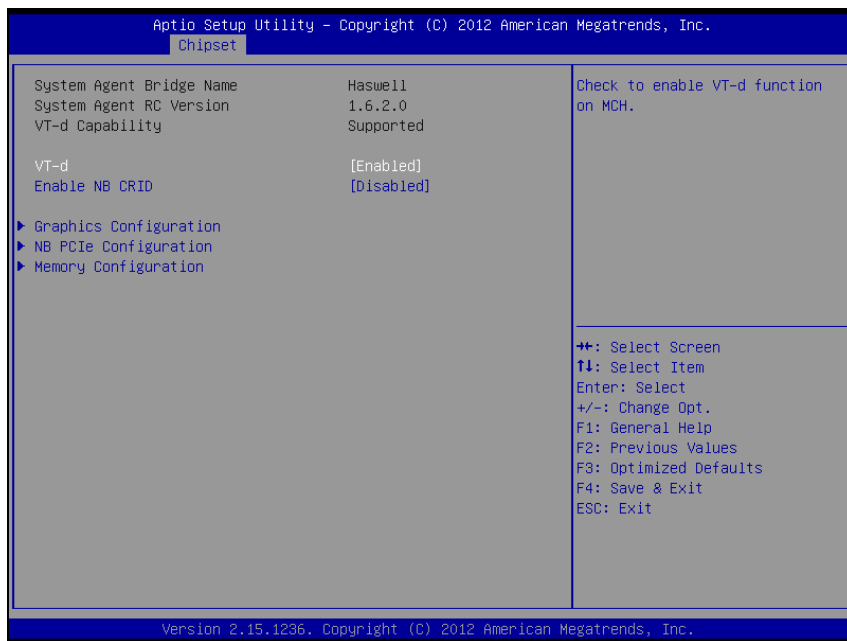 Aptio Setup Utility – Copyright (C) 2012 American Megatrends, Inc.
Chipset
System Agent Bridge Name Haswell
System Agent RC Version 1.6.2.0
VT-d Capability Supported
VT-d [Enabled]
Enable NB CRID [Disabled]
Graphics Configuration
NB PCIe Configuration
Memory Configuration
Check to enable VT-d function
on MCH.
→←: Select Screen
↑↓: Select Item
Enter: Select
+/-: Change Opt.
F1: General Help
F2: Previous Values
F3: Optimized Defaults
F4: Save & Exit
ESC: Exit
Version 2.15.1236. Copyright (C) 2012 American Megatrends, Inc.